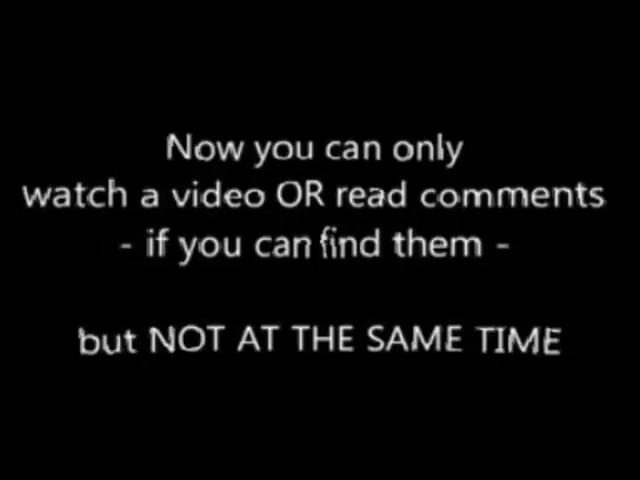 Now you can only
watch a video OR read comments
- if you can find them -
but NOT AT THE SAME TIME